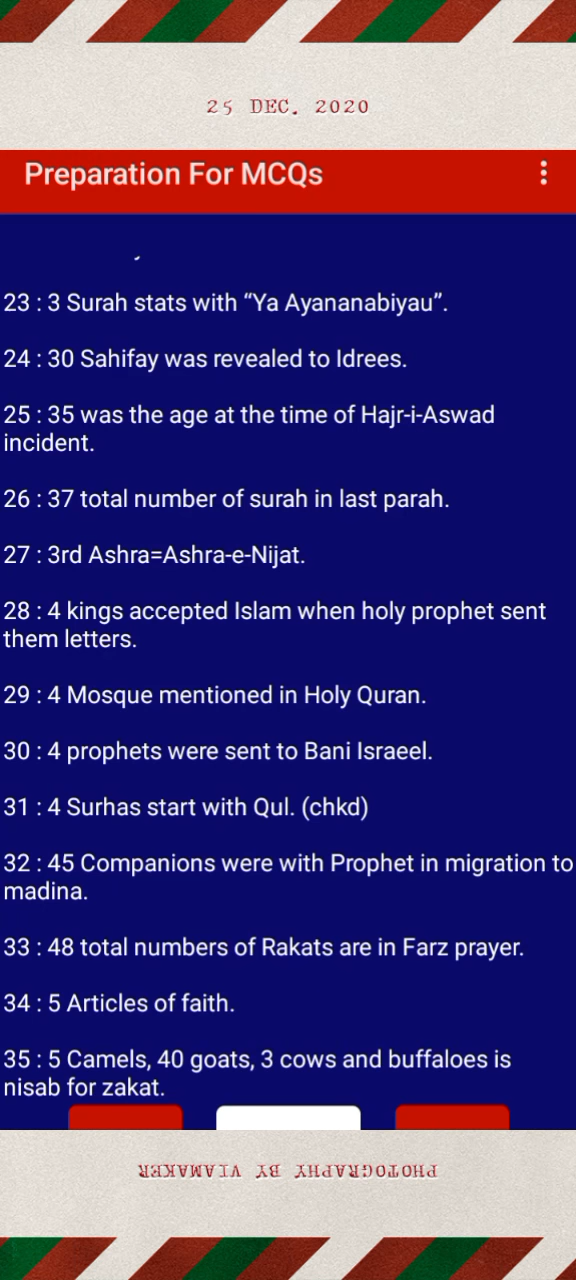 25 DEC. 2020
Preparation For MCQs
23 : 3 Surah stats with “Ya Ayananabiyau”.
24 : 30 Sahifay was revealed to Idrees.
25 : 35 was the age at the time of Hajr-i-Aswad
incident.
26 : 37 total number of surah in last parah.
27 : 3rd Ashra=Ashra-e-Nijat.
28 : 4 kings accepted Islam when holy prophet sent
them letters.
29 : 4 Mosque mentioned in Holy Quran.
30 : 4 prophets were sent to Bani Israeel.
31 : 4 Surhas start with Qul. (chkd)
32 : 45 Companions were with Prophet in migration to
madina.
33 : 48 total numbers of Rakats are in Farz prayer.
34 : 5 Articles of faith.
35 : 5 Camels, 40 goats, 3 cows and buffaloes is
nisab for zakat.
PHOTOGRAPHY BY VIAMAKER